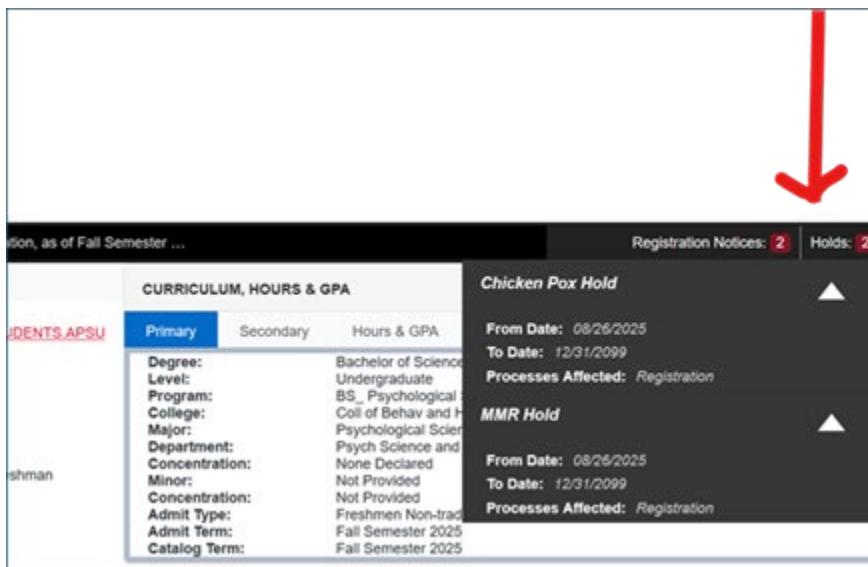 tion, as of Fall Semester ...
Registration Notices: 2
Holds: 2
CURRICULUM, HOURS & GPA
UDENTS.APSU
Primary Secondary Hours & GPA
Degree: Bachelor of Science
Level: Undergraduate
Program: BS_ Psychological
College: Coll of Behav and H
Major: Psychological Scien
Department: Psych Science and
Concentration: None Declared
eshman
Minor: Not Provided
Concentration: Not Provided
Admit Type: Freshmen Non-trad
Admit Term: Fall Semester 2025
Catalog Term: Fall Semester 2025
Chicken Pox Hold
From Date: 08/26/2025
To Date: 12/31/2099
Processes Affected: Registration
MMR Hold
From Date: 08/26/2025
To Date: 12/31/2099
Processes Affected: Registration